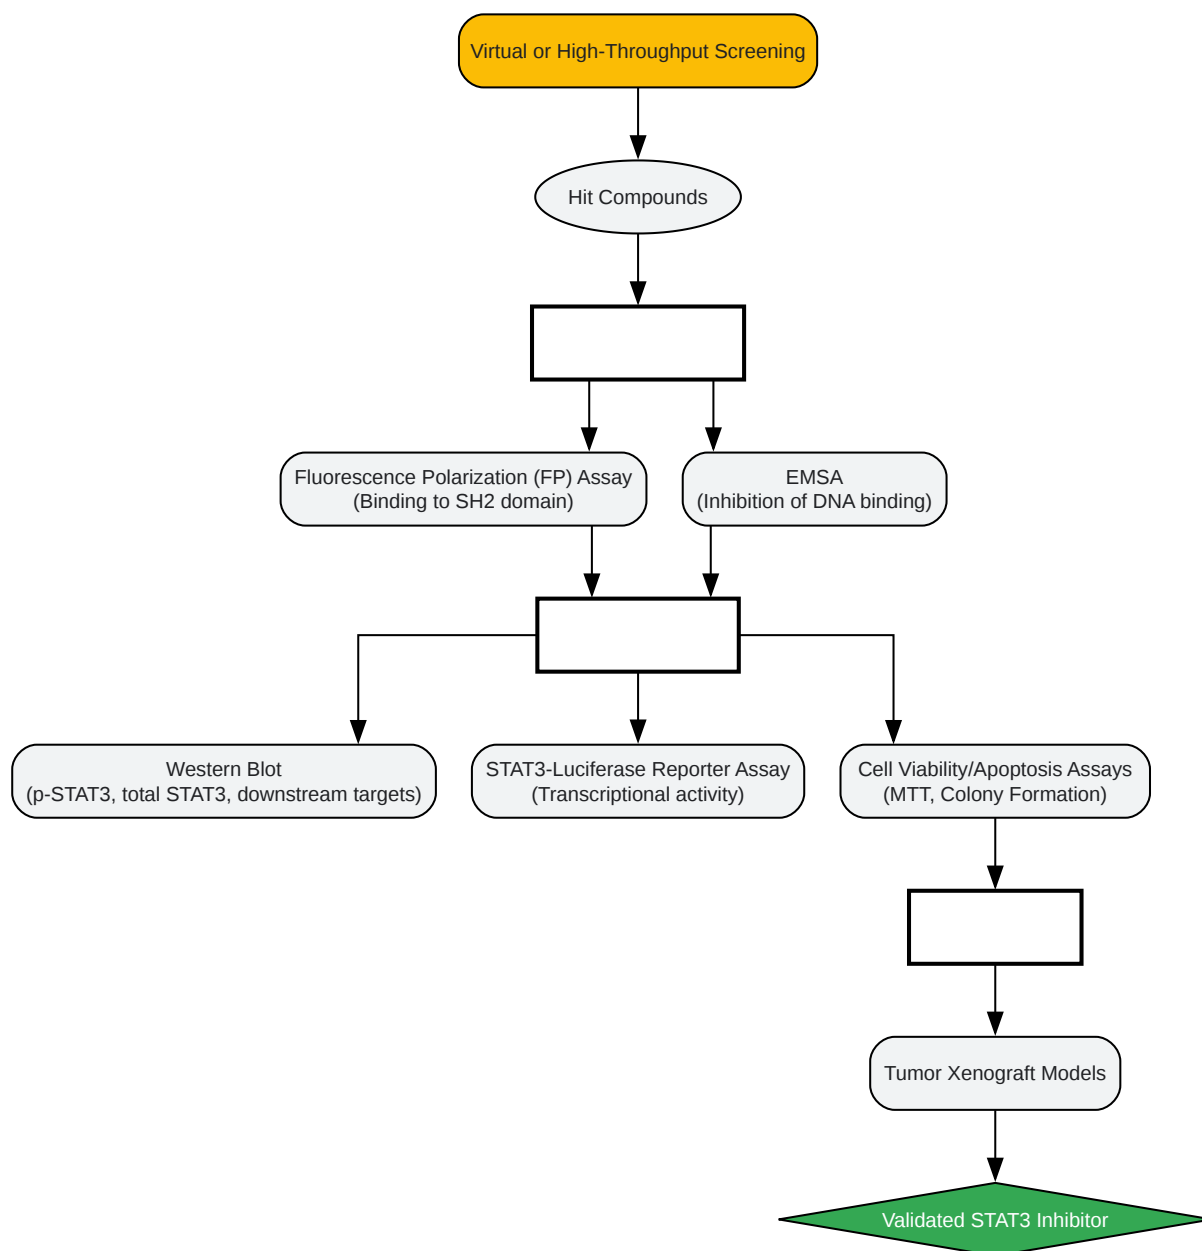 Virtual or High-Throughput Screening
Hit Compounds
Fluorescence Polarization (FP) Assay
(Binding to SH2 domain)
EMSA
(Inhibition of DNA binding)
Western Blot
(p-STAT3, total STAT3, downstream targets)
STAT3-Luciferase Reporter Assay
(Transcriptional activity)
Cell Viability/Apoptosis Assays
(MTT, Colony Formation)
Tumor Xenograft Models
Validated STAT3 Inhibitor